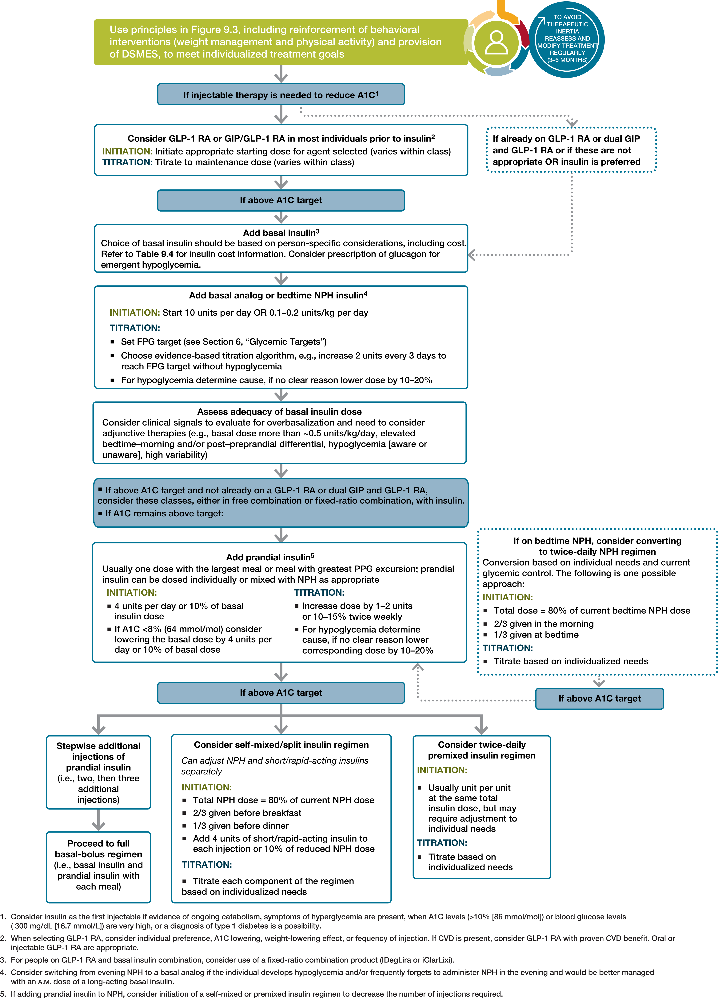 Use principles in Figure 9.3, including reinforcement of behavioral
interventions (weight management and physical activity) and provision
of DSMES, to meet individualized treatment goals
TO AVOID
THERAPEUTIC
INERTIA
REASSESS AND
MODIFY TREATMENT
REGULARLY
(3–6 MONTHS)
If injectable therapy is needed to reduce A1C¹
Consider GLP-1 RA or GIP/GLP-1 RA in most individuals prior to insulin²
INITIATION: Initiate appropriate starting dose for agent selected (varies within class)
TITRATION: Titrate to maintenance dose (varies within class)
If already on GLP-1 RA or dual GIP
and GLP-1 RA or if these are not
appropriate OR insulin is preferred
If above A1C target
Add basal insulin³
Choice of basal insulin should be based on person-specific considerations, including cost.
Refer to Table 9.4 for insulin cost information. Consider prescription of glucagon for
emergent hypoglycemia.
Add basal analog or bedtime NPH insulin⁴
INITIATION: Start 10 units per day OR 0.1–0.2 units/kg per day
TITRATION:
▪ Set FPG target (see Section 6, “Glycemic Targets”)
▪ Choose evidence-based titration algorithm, e.g., increase 2 units every 3 days to
reach FPG target without hypoglycemia
▪ For hypoglycemia determine cause, if no clear reason lower dose by 10–20%
Assess adequacy of basal insulin dose
Consider clinical signals to evaluate for overbasalization and need to consider
adjunctive therapies (e.g., basal dose more than ~0.5 units/kg/day, elevated
bedtime–morning and/or post–preprandial differential, hypoglycemia [aware or
unaware], high variability)
▪ If above A1C target and not already on a GLP-1 RA or dual GIP and GLP-1 RA,
consider these classes, either in free combination or fixed-ratio combination, with insulin.
▪ If A1C remains above target:
Add prandial insulin⁵
Usually one dose with the largest meal or meal with greatest PPG excursion; prandial
insulin can be dosed individually or mixed with NPH as appropriate
INITIATION:
▪ 4 units per day or 10% of basal
insulin dose
▪ If A1C <8% (64 mmol/mol) consider
lowering the basal dose by 4 units per
day or 10% of basal dose
TITRATION:
▪ Increase dose by 1–2 units
or 10–15% twice weekly
▪ For hypoglycemia determine
cause, if no clear reason lower
corresponding dose by 10–20%
If on bedtime NPH, consider converting
to twice-daily NPH regimen
Conversion based on individual needs and current
glycemic control. The following is one possible
approach:
INITIATION:
▪ Total dose = 80% of current bedtime NPH dose
▪ 2/3 given in the morning
▪ 1/3 given at bedtime
TITRATION:
▪ Titrate based on individualized needs
If above A1C target
If above A1C target
Stepwise additional
injections of
prandial insulin
(i.e., two, then three
additional
injections)
Proceed to full
basal-bolus regimen
(i.e., basal insulin and
prandial insulin with
each meal)
Consider self-mixed/split insulin regimen
Can adjust NPH and short/rapid-acting insulins
separately
INITIATION:
▪ Total NPH dose = 80% of current NPH dose
▪ 2/3 given before breakfast
▪ 1/3 given before dinner
▪ Add 4 units of short/rapid-acting insulin to
each injection or 10% of reduced NPH dose
TITRATION:
▪ Titrate each component of the regimen
based on individualized needs
Consider twice-daily
premixed insulin regimen
INITIATION:
▪ Usually unit per unit
at the same total
insulin dose, but may
require adjustment to
individual needs
TITRATION:
▪ Titrate based on
individualized needs
1. Consider insulin as the first injectable if evidence of ongoing catabolism, symptoms of hyperglycemia are present, when A1C levels (>10% [86 mmol/mol]) or blood glucose levels
( 300 mg/dL [16.7 mmol/L]) are very high, or a diagnosis of type 1 diabetes is a possibility.
2. When selecting GLP-1 RA, consider individual preference, A1C lowering, weight-lowering effect, or fequency of injection. If CVD is present, consider GLP-1 RA with proven CVD benefit. Oral or
injectable GLP-1 RA are appropriate.
3. For people on GLP-1 RA and basal insulin combination, consider use of a fixed-ratio combination product (IDegLira or iGlarLixi).
4. Consider switching from evening NPH to a basal analog if the individual develops hypoglycemia and/or frequently forgets to administer NPH in the evening and would be better managed
with an A.M. dose of a long-acting basal insulin.
5. If adding prandial insulin to NPH, consider initiation of a self-mixed or premixed insulin regimen to decrease the number of injections required.